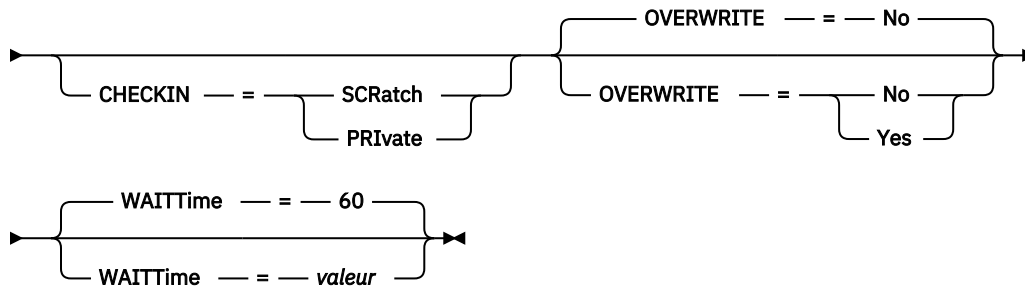 OVERWRITE = No
CHECKIN = SCRatch
PRIvate
OVERWRITE = No
Yes
WAITTime = 60
WAITTime = valeur